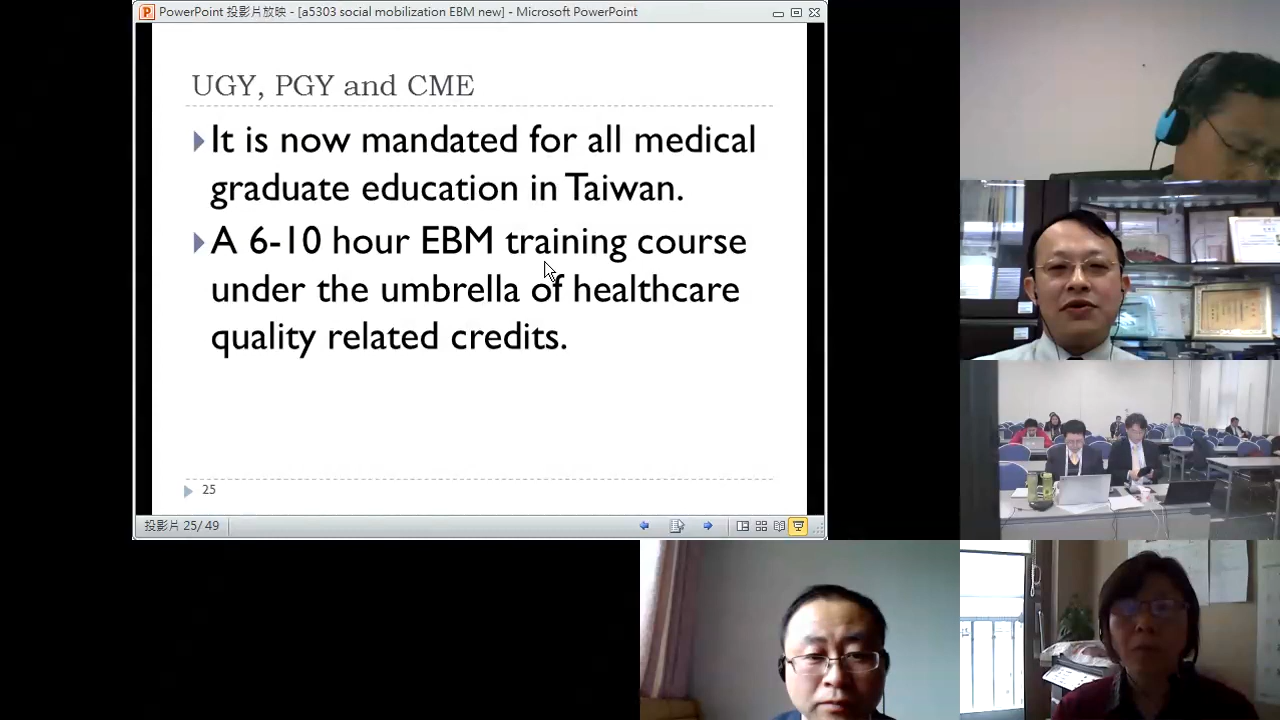 PowerPoint 投影片放映 - [a5303 social mobilization EBM new] - Microsoft PowerPoint
UGY, PGY and CME
It is now mandated for all medical
graduate education in Taiwan.
A 6-10 hour EBM training course
under the umbrella of healthcare
quality related credits.
25
投影片 25/ 49